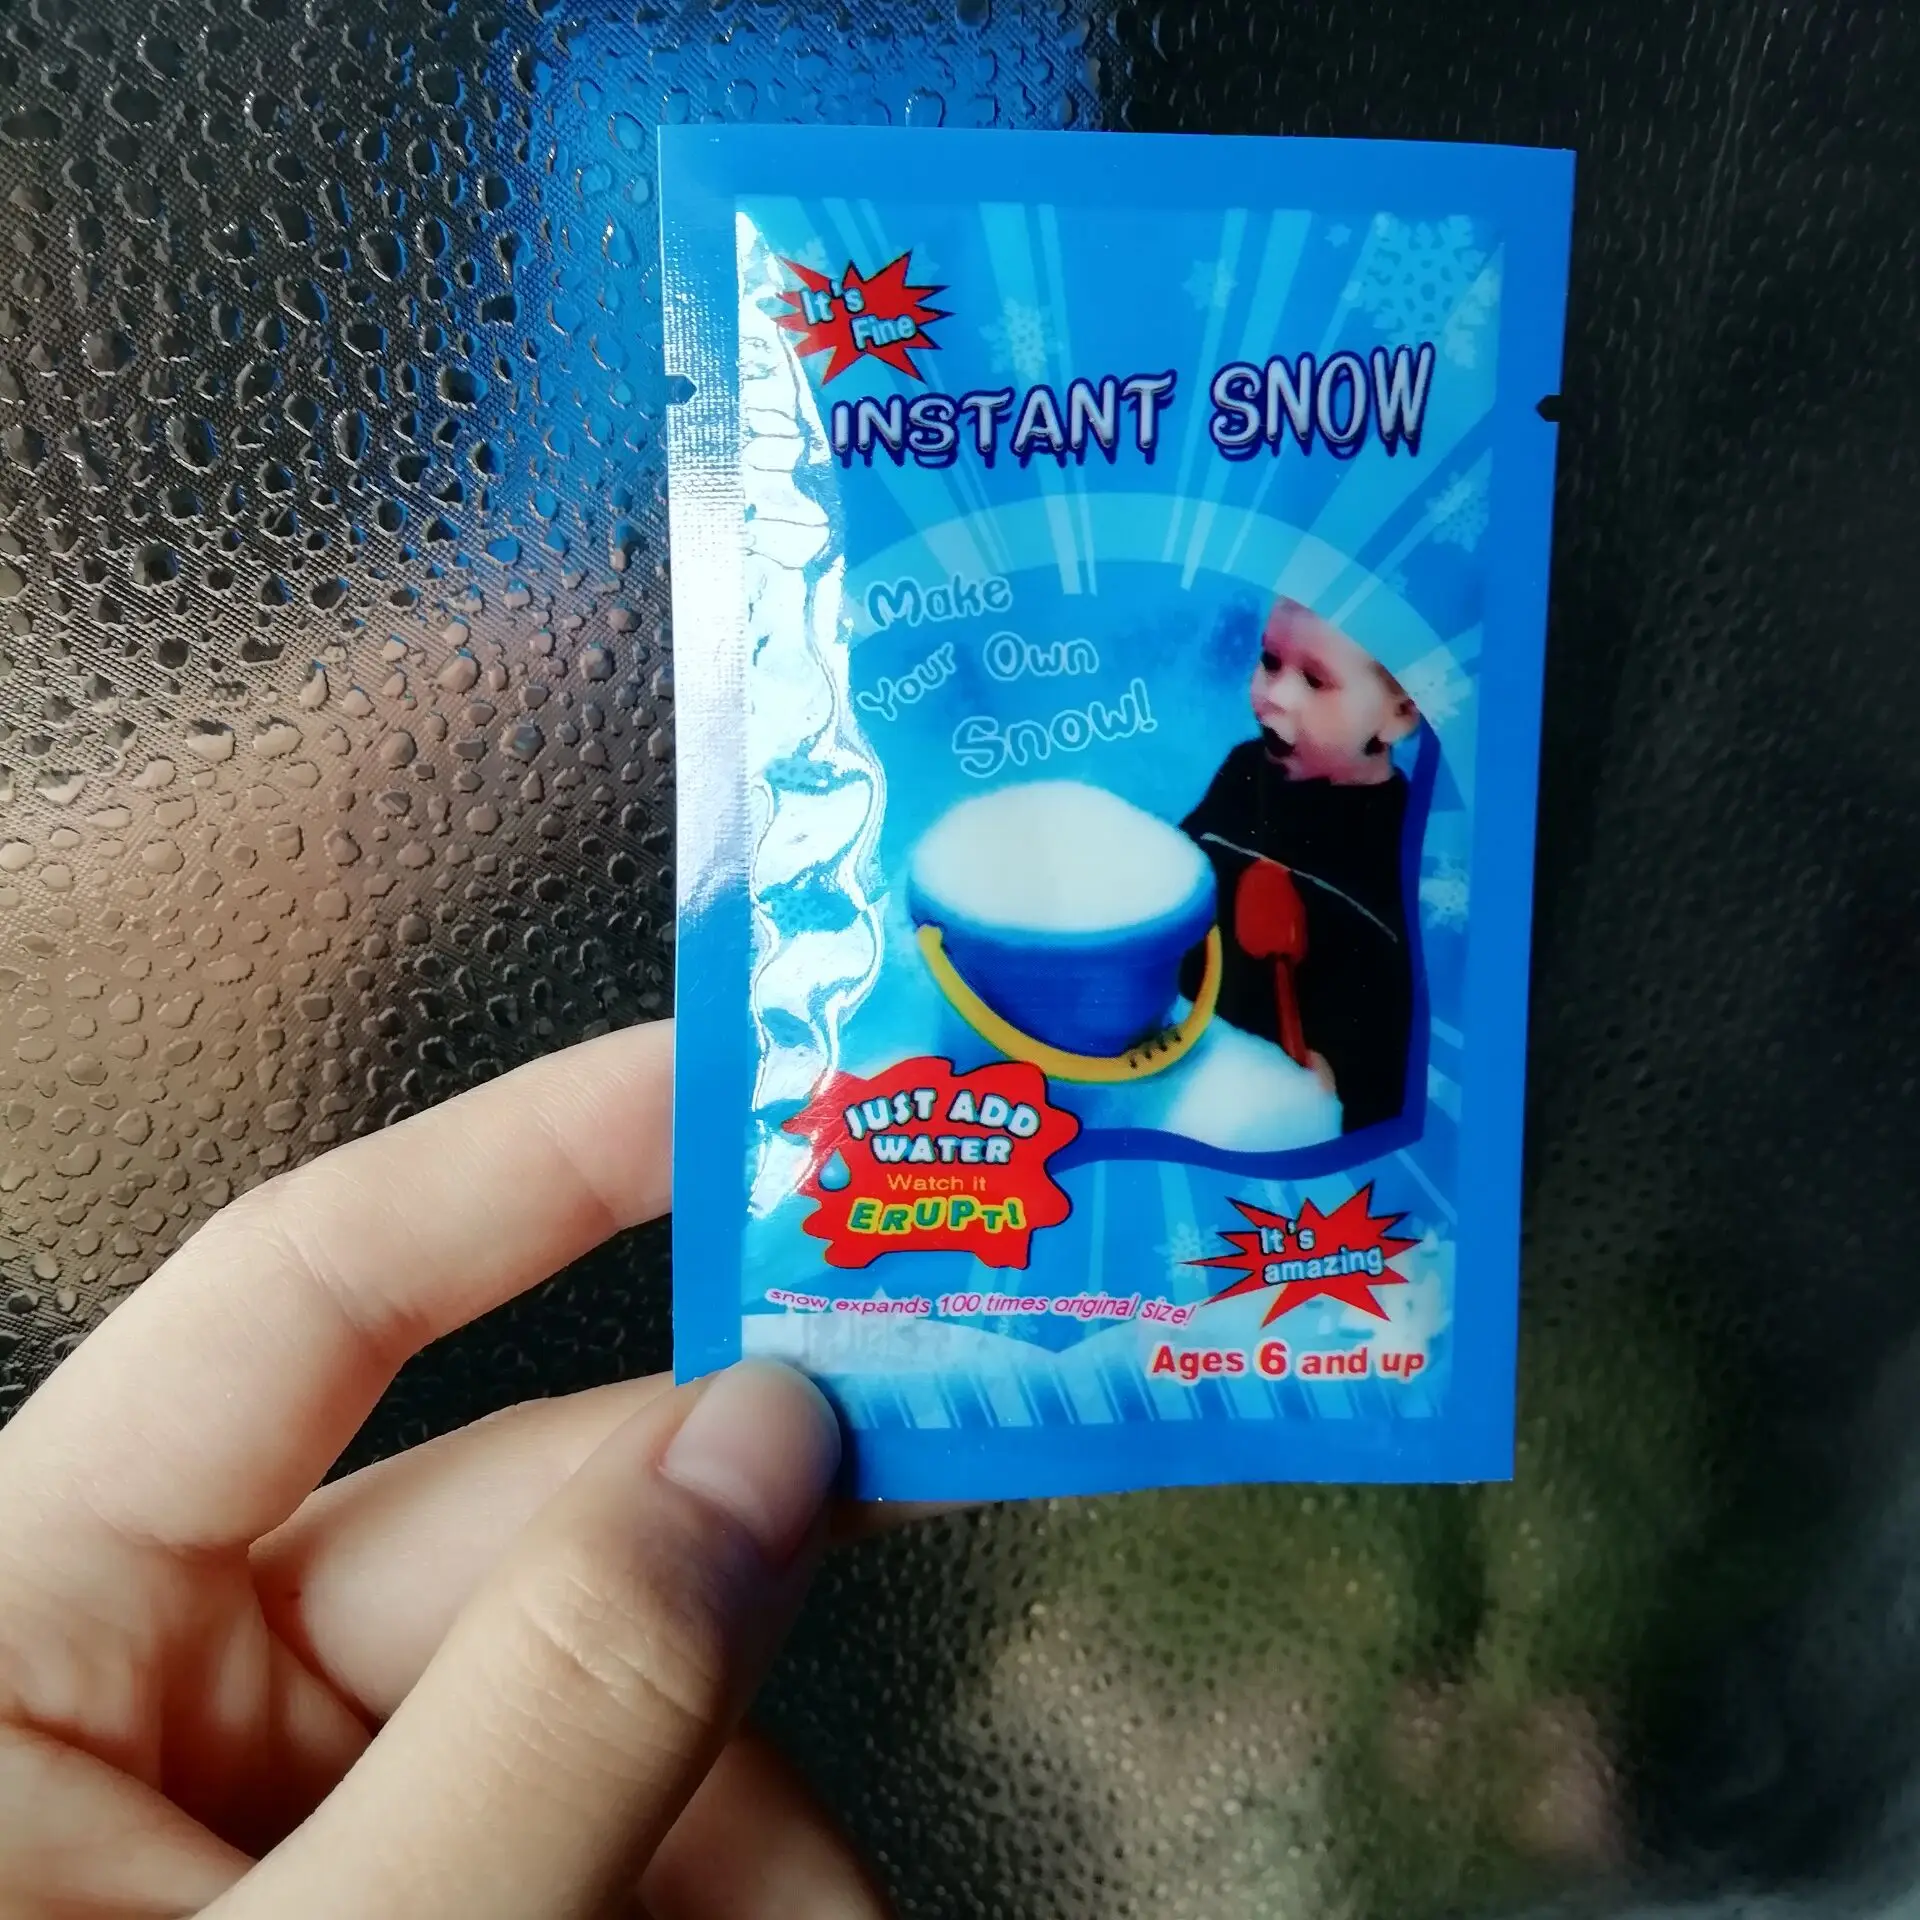 It's
Fine
INSTANT SNOW
Make
Your Own
Snow!
JUST ADD
WATER
Watch it
ERUPT!
It's
amazing
snow expands 100 times original size!
Ages 6 and up